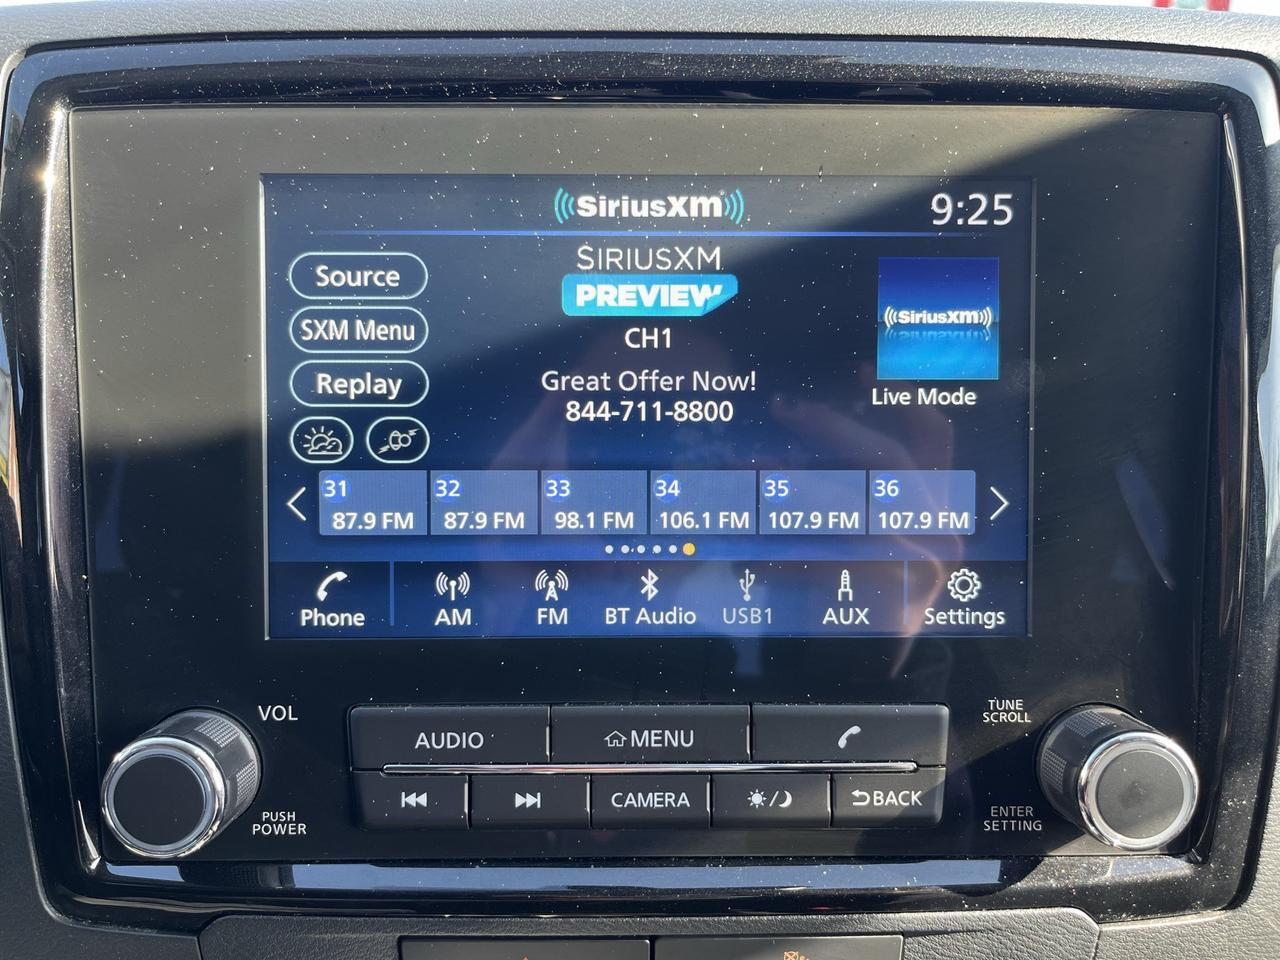 SiriusXM
9:25
Source
SXM Menu
Replay
SIRIUSXM
PREVIEW
CH1
Great Offer Now!
844-711-8800
SiriusXM
Live Mode
31 32 33 34 35 36
87.9 FM 87.9 FM 98.1 FM 106.1 FM 107.9 FM 107.9 FM
Phone AM FM BT Audio USB1 AUX Settings
VOL
PUSH
POWER
AUDIO MENU
CAMERA BACK
TUNE
SCROLL
ENTER
SETTING